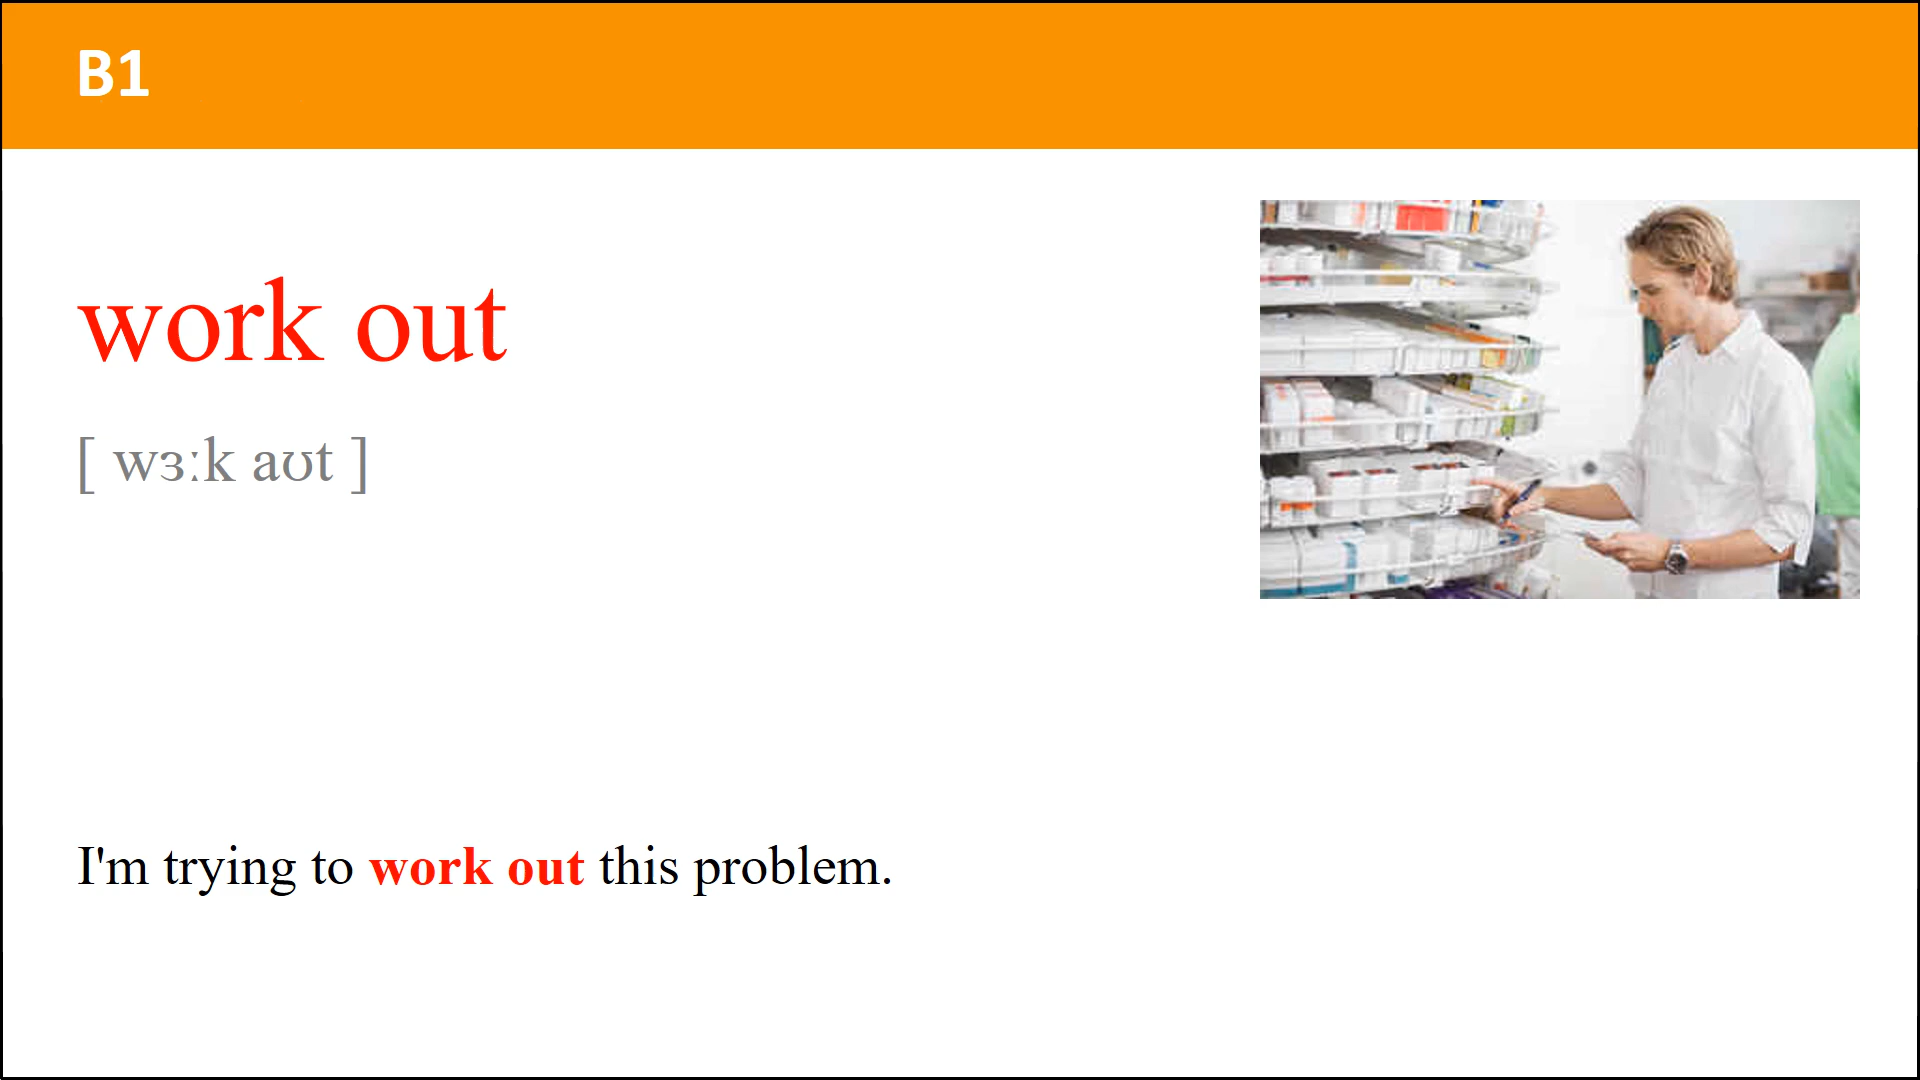 B1
work out
[ wɜːk aʊt ]
I'm trying to work out this problem.